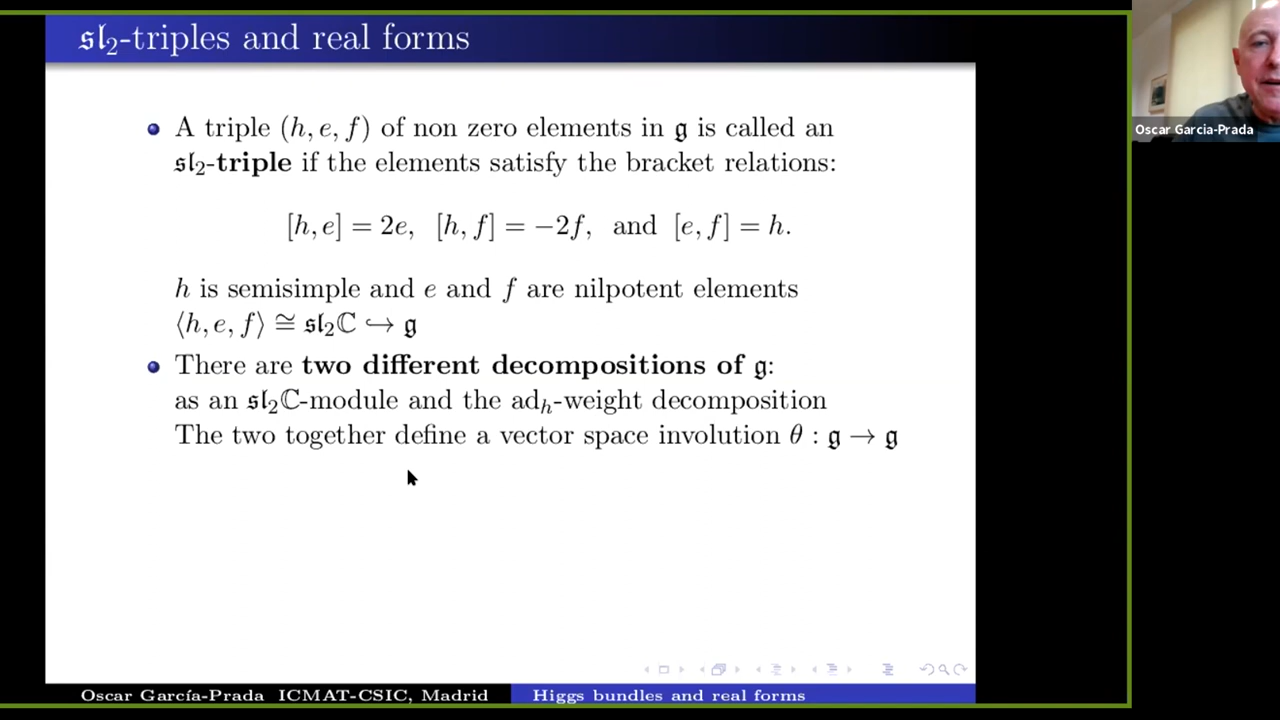 𝔰𝔩₂-triples and real forms
Oscar Garcia-Prada
A triple (h, e, f) of non zero elements in 𝔤 is called an
𝔰𝔩₂-triple if the elements satisfy the bracket relations:
[h, e] = 2e, [h, f] = −2f, and [e, f] = h.
h is semisimple and e and f are nilpotent elements
⟨h, e, f⟩ ≅ 𝔰𝔩₂ℂ ↪ 𝔤
There are two different decompositions of 𝔤:
as an 𝔰𝔩₂ℂ-module and the adₕ-weight decomposition
The two together define a vector space involution θ : 𝔤 → 𝔤
Oscar García-Prada ICMAT-CSIC, Madrid
Higgs bundles and real forms